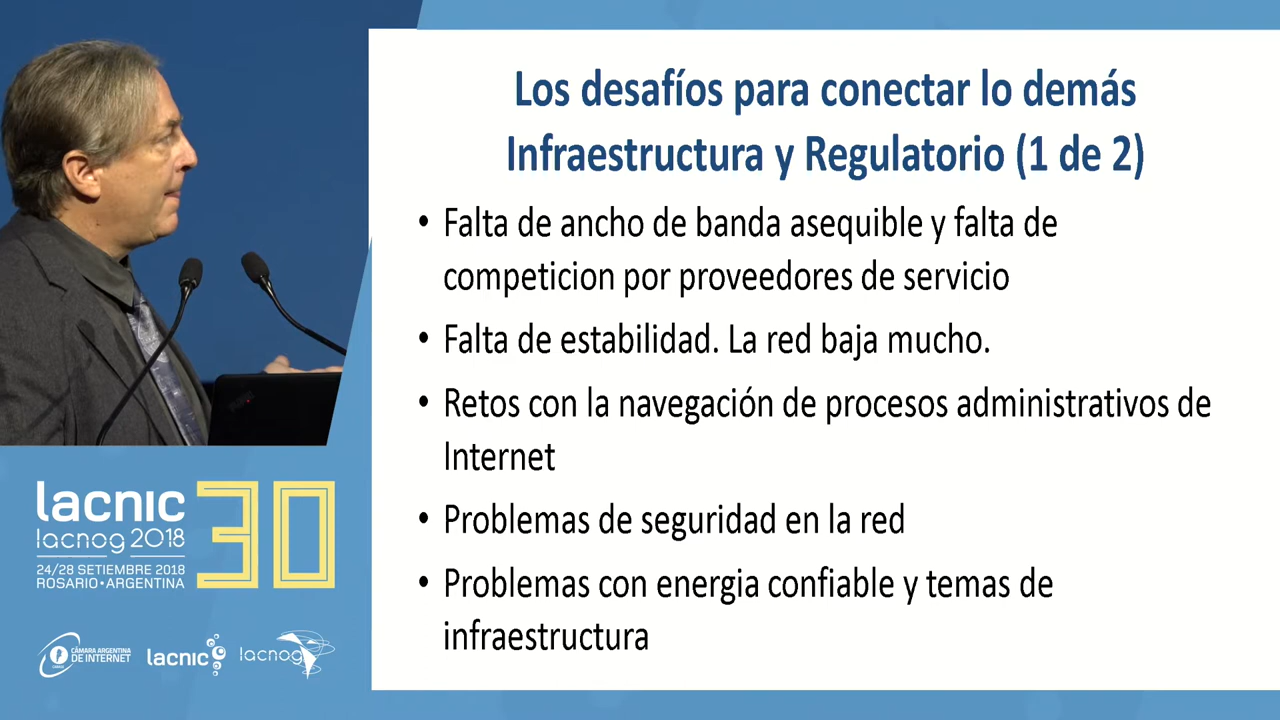 Los desafíos para conectar lo demás
Infraestructura y Regulatorio (1 de 2)
• Falta de ancho de banda asequible y falta de
competicion por proveedores de servicio
• Falta de estabilidad. La red baja mucho.
• Retos con la navegación de procesos administrativos de
Internet
• Problemas de seguridad en la red
• Problemas con energia confiable y temas de
infraestructura
lacnic 30
lacnog 2018
24/28 SETIEMBRE 2018
ROSARIO • ARGENTINA
CÁMARA ARGENTINA
DE INTERNET
lacnic
lacnog